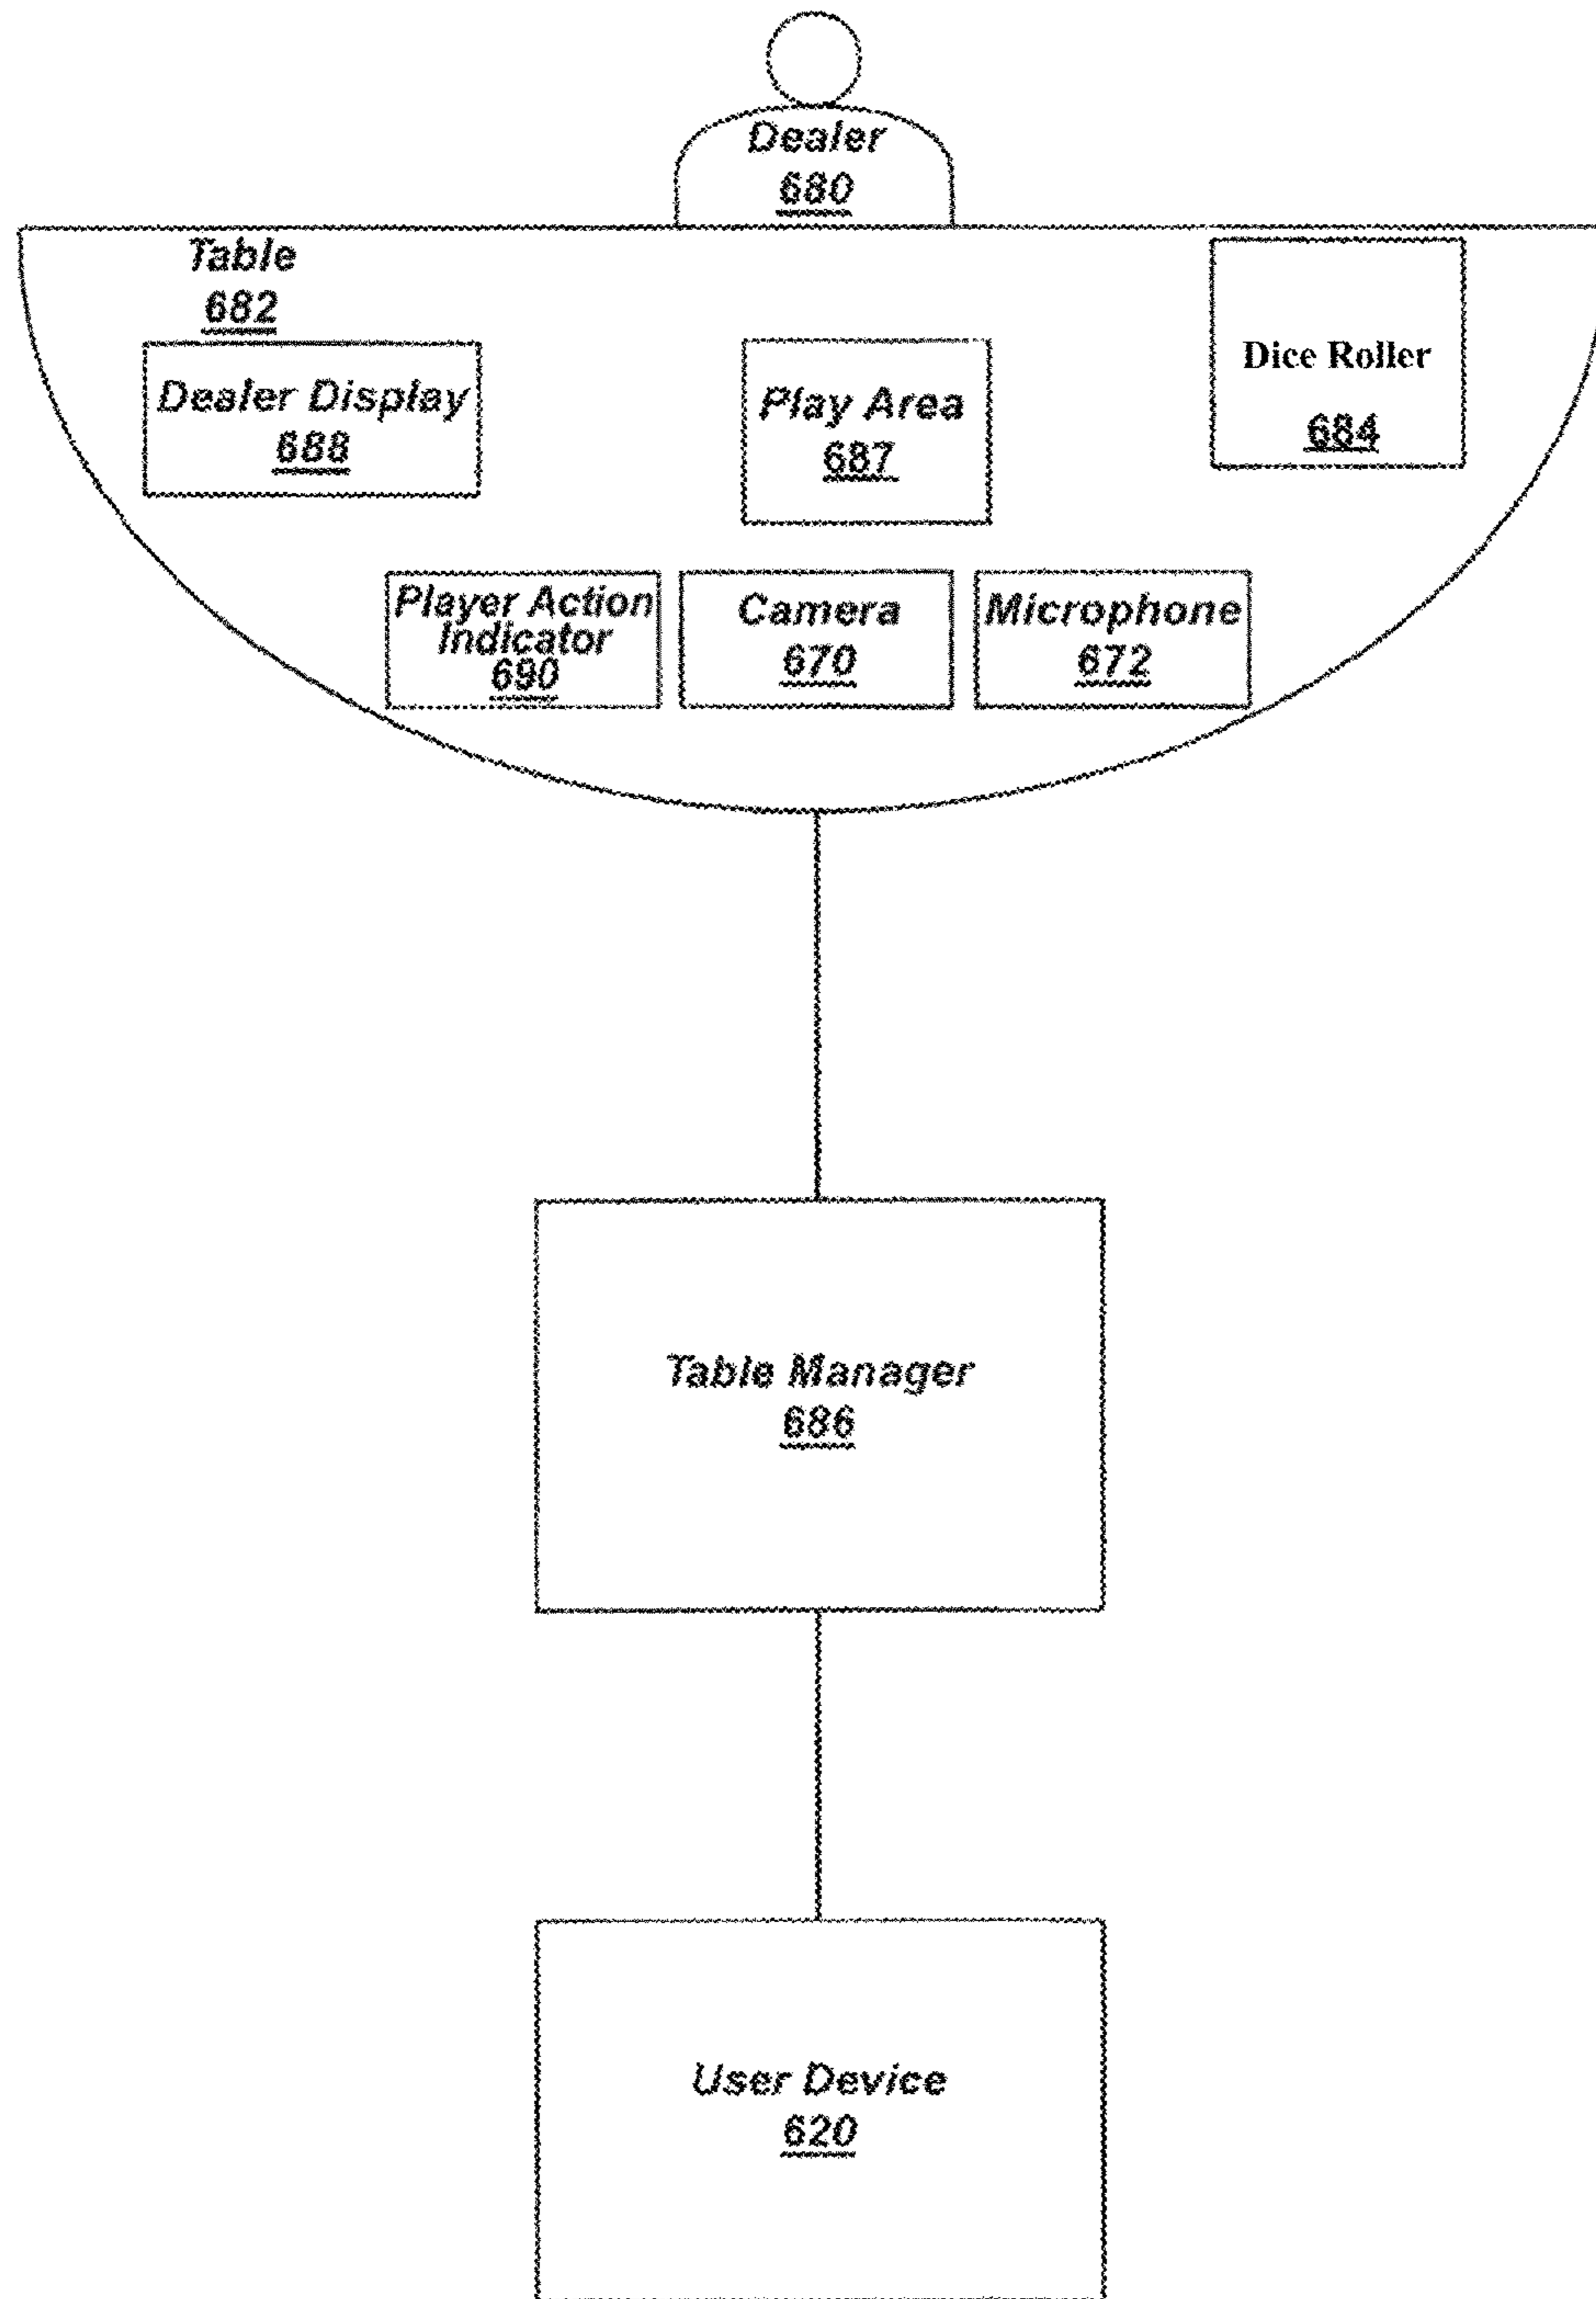 Dealer
680
Table
682
Dealer Display
688
Play Area
687
Dice Roller
684
Player Action
Indicator
690
Camera
670
Microphone
672
Table Manager
686
User Device
620